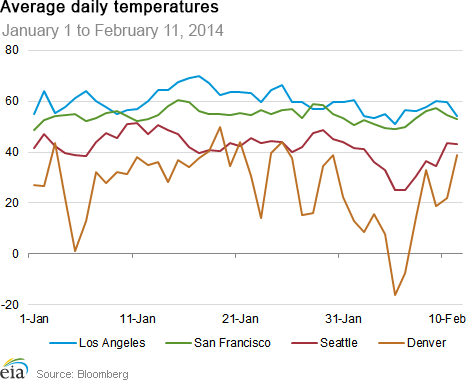 Average daily temperatures
January 1 to February 11, 2014
80
60
40
20
0
-20
1-Jan 11-Jan 21-Jan 31-Jan 10-Feb
Los Angeles San Francisco Seattle Denver
eia Source: Bloomberg